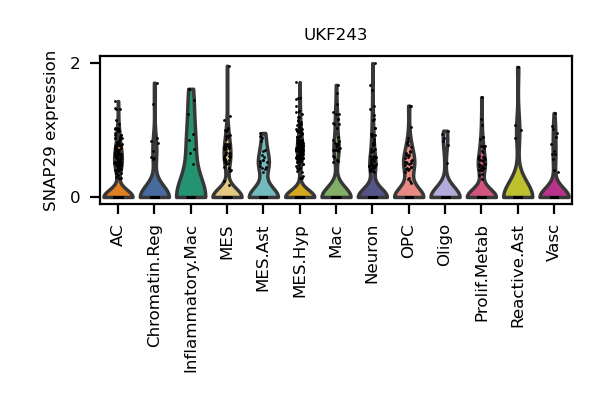 UKF243
SNAP29 expression
2
0
AC
Chromatin.Reg
Inflammatory.Mac
MES
MES.Ast
MES.Hyp
Mac
Neuron
OPC
Oligo
Prolif.Metab
Reactive.Ast
Vasc